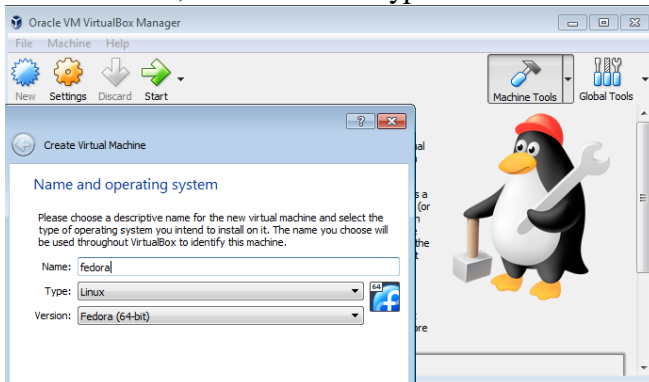 Oracle VM VirtualBox Manager
File Machine Help
New Settings Discard Start
Machine Tools Global Tools
Create Virtual Machine
Name and operating system
Please choose a descriptive name for the new virtual machine and select the
type of operating system you intend to install on it. The name you choose will
be used throughout VirtualBox to identify this machine.
Name: fedora
Type: Linux
64
Version: Fedora (64-bit)
s a
(or